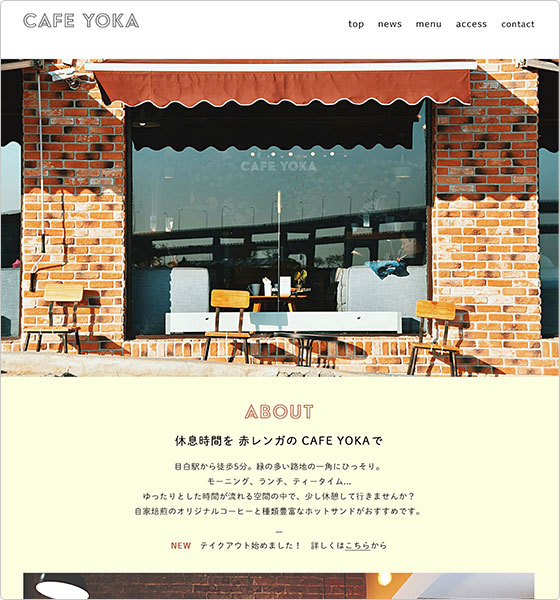 CAFE YOKA
top news menu access contact
CAFE YOKA
ABOUT
休息時間を 赤レンガの CAFE YOKAで
目白駅から徒歩5分。緑の多い路地の一角にひっそり。
モーニング、ランチ、ティータイム...
ゆったりとした時間が流れる空間の中で、少し休憩して行きませんか？
自家焙煎のオリジナルコーヒーと種類豊富なホットサンドがおすすめです。
—
NEW テイクアウト始めました！ 詳しくはこちらから